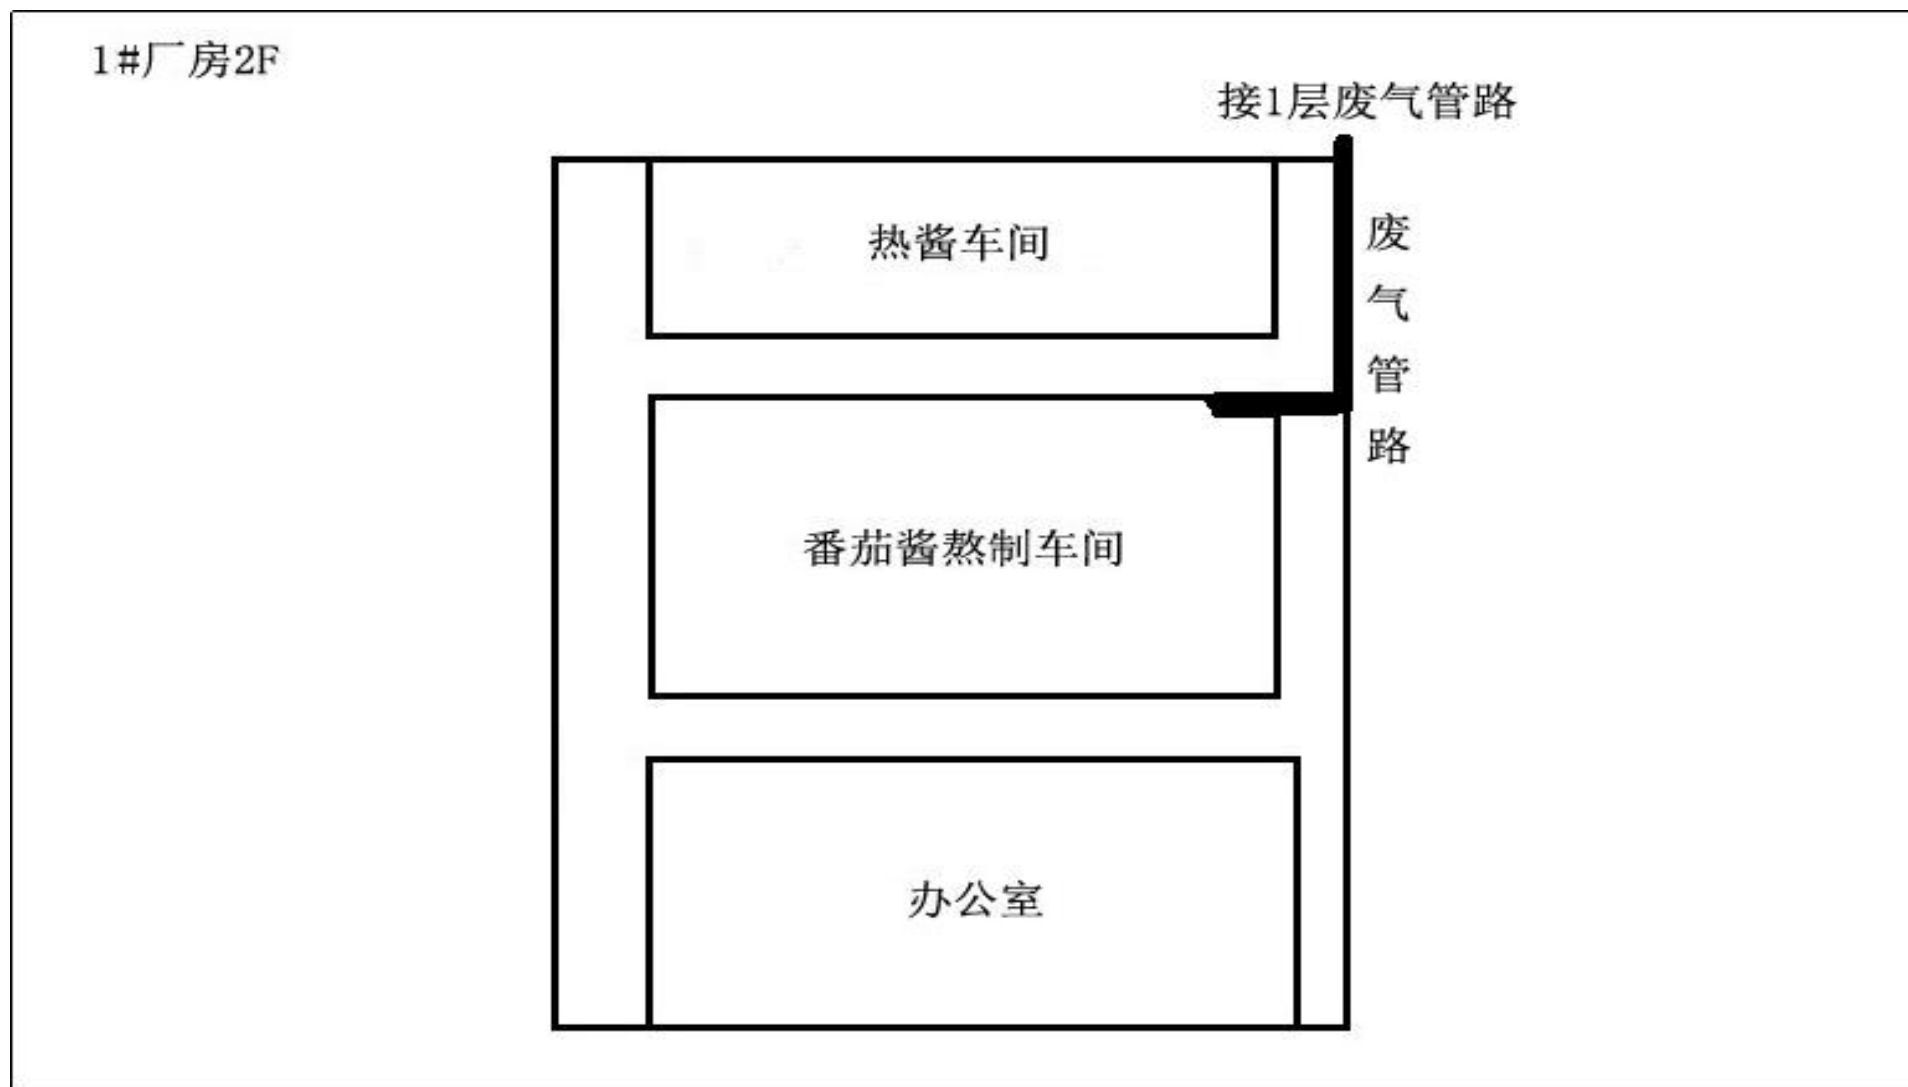 1#厂房2F
接1层废气管路
热酱车间
废气管路
番茄酱熬制车间
办公室